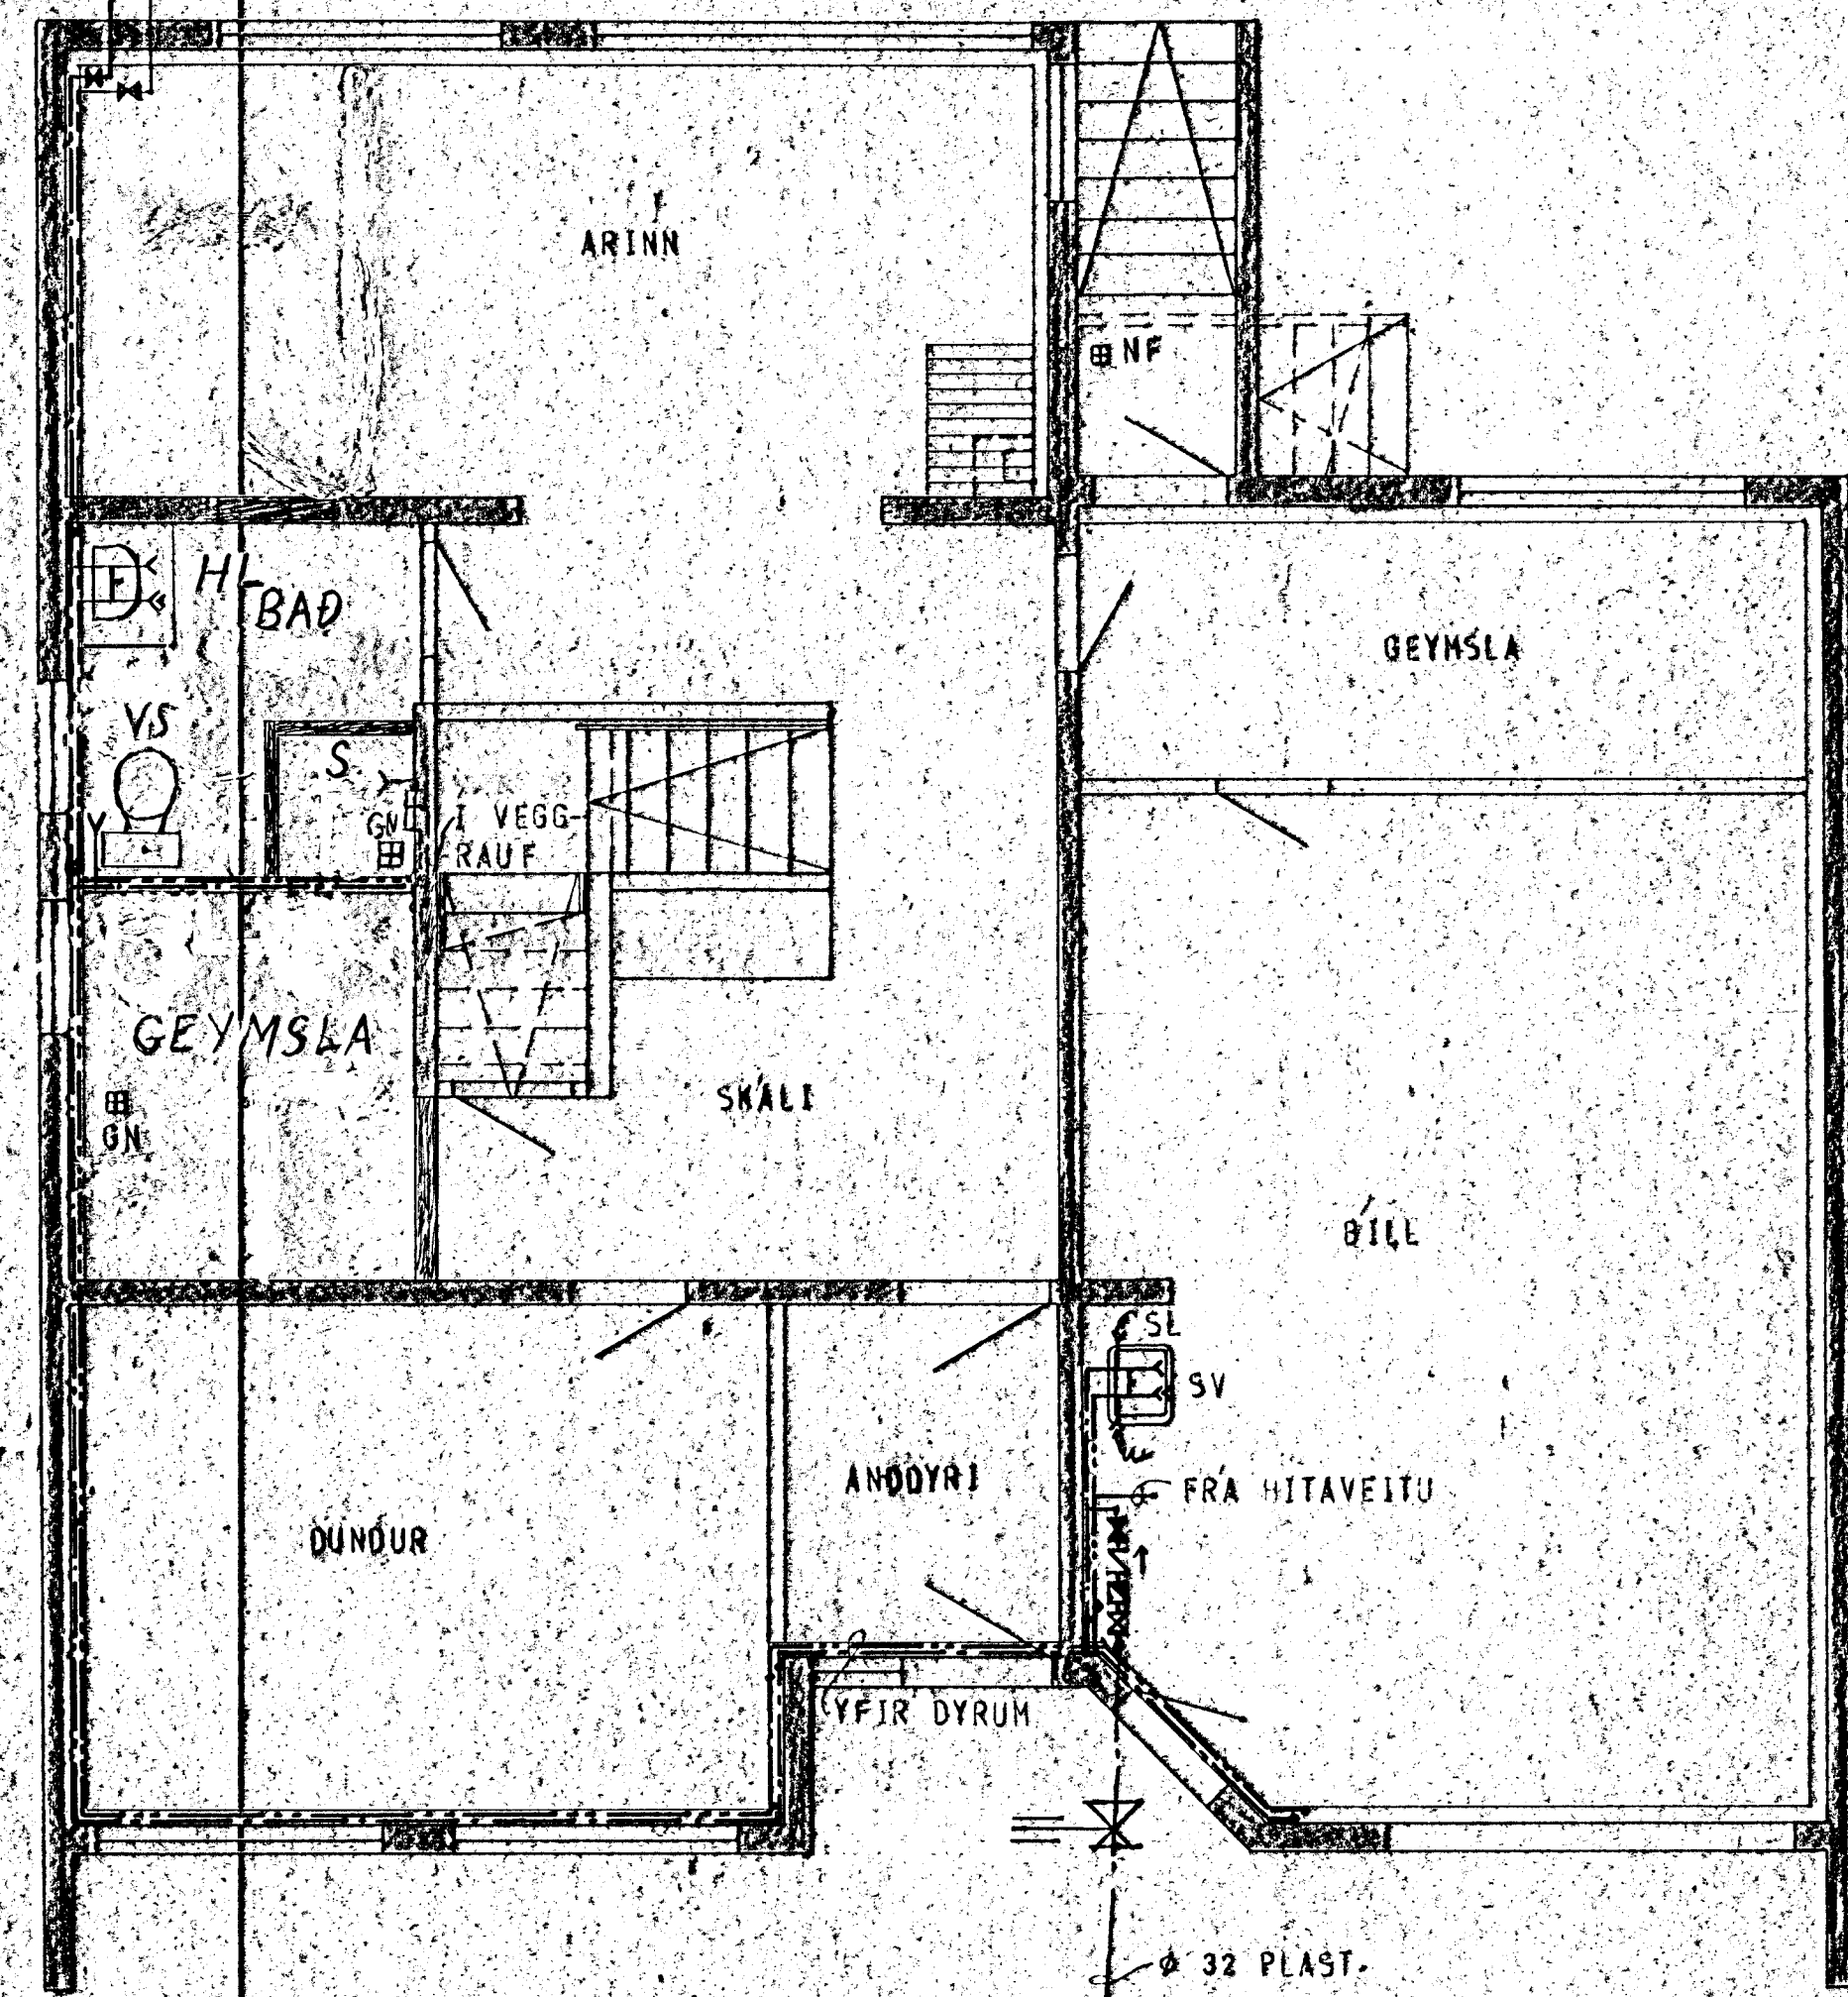 ARINN
NF
HL
BAÐ
GEYMSLA
VS
S
GN
Í VEGG-
RAUF
GEYMSLA
GN
SKÁLI
BÍLL
SL
SV
ANDDYRI
FRÁ HITAVEITU
DUNDUR
YFIR DYRUM
Ø 32 PLAST.